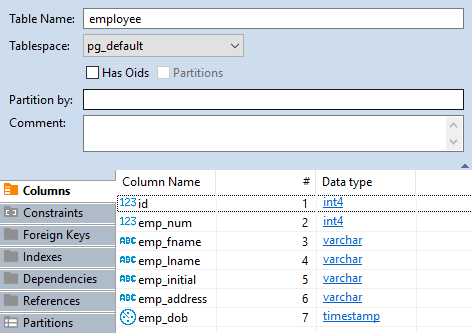 Table Name: employee
Tablespace: pg_default
Has Oids Partitions
Partition by:
Comment:
Columns
Constraints
Foreign Keys
Indexes
Dependencies
References
Partitions
Column Name # Data type
123 id 1 int4
123 emp_num 2 int4
ABC emp_fname 3 varchar
ABC emp_lname 4 varchar
ABC emp_initial 5 varchar
ABC emp_address 6 varchar
emp_dob 7 timestamp